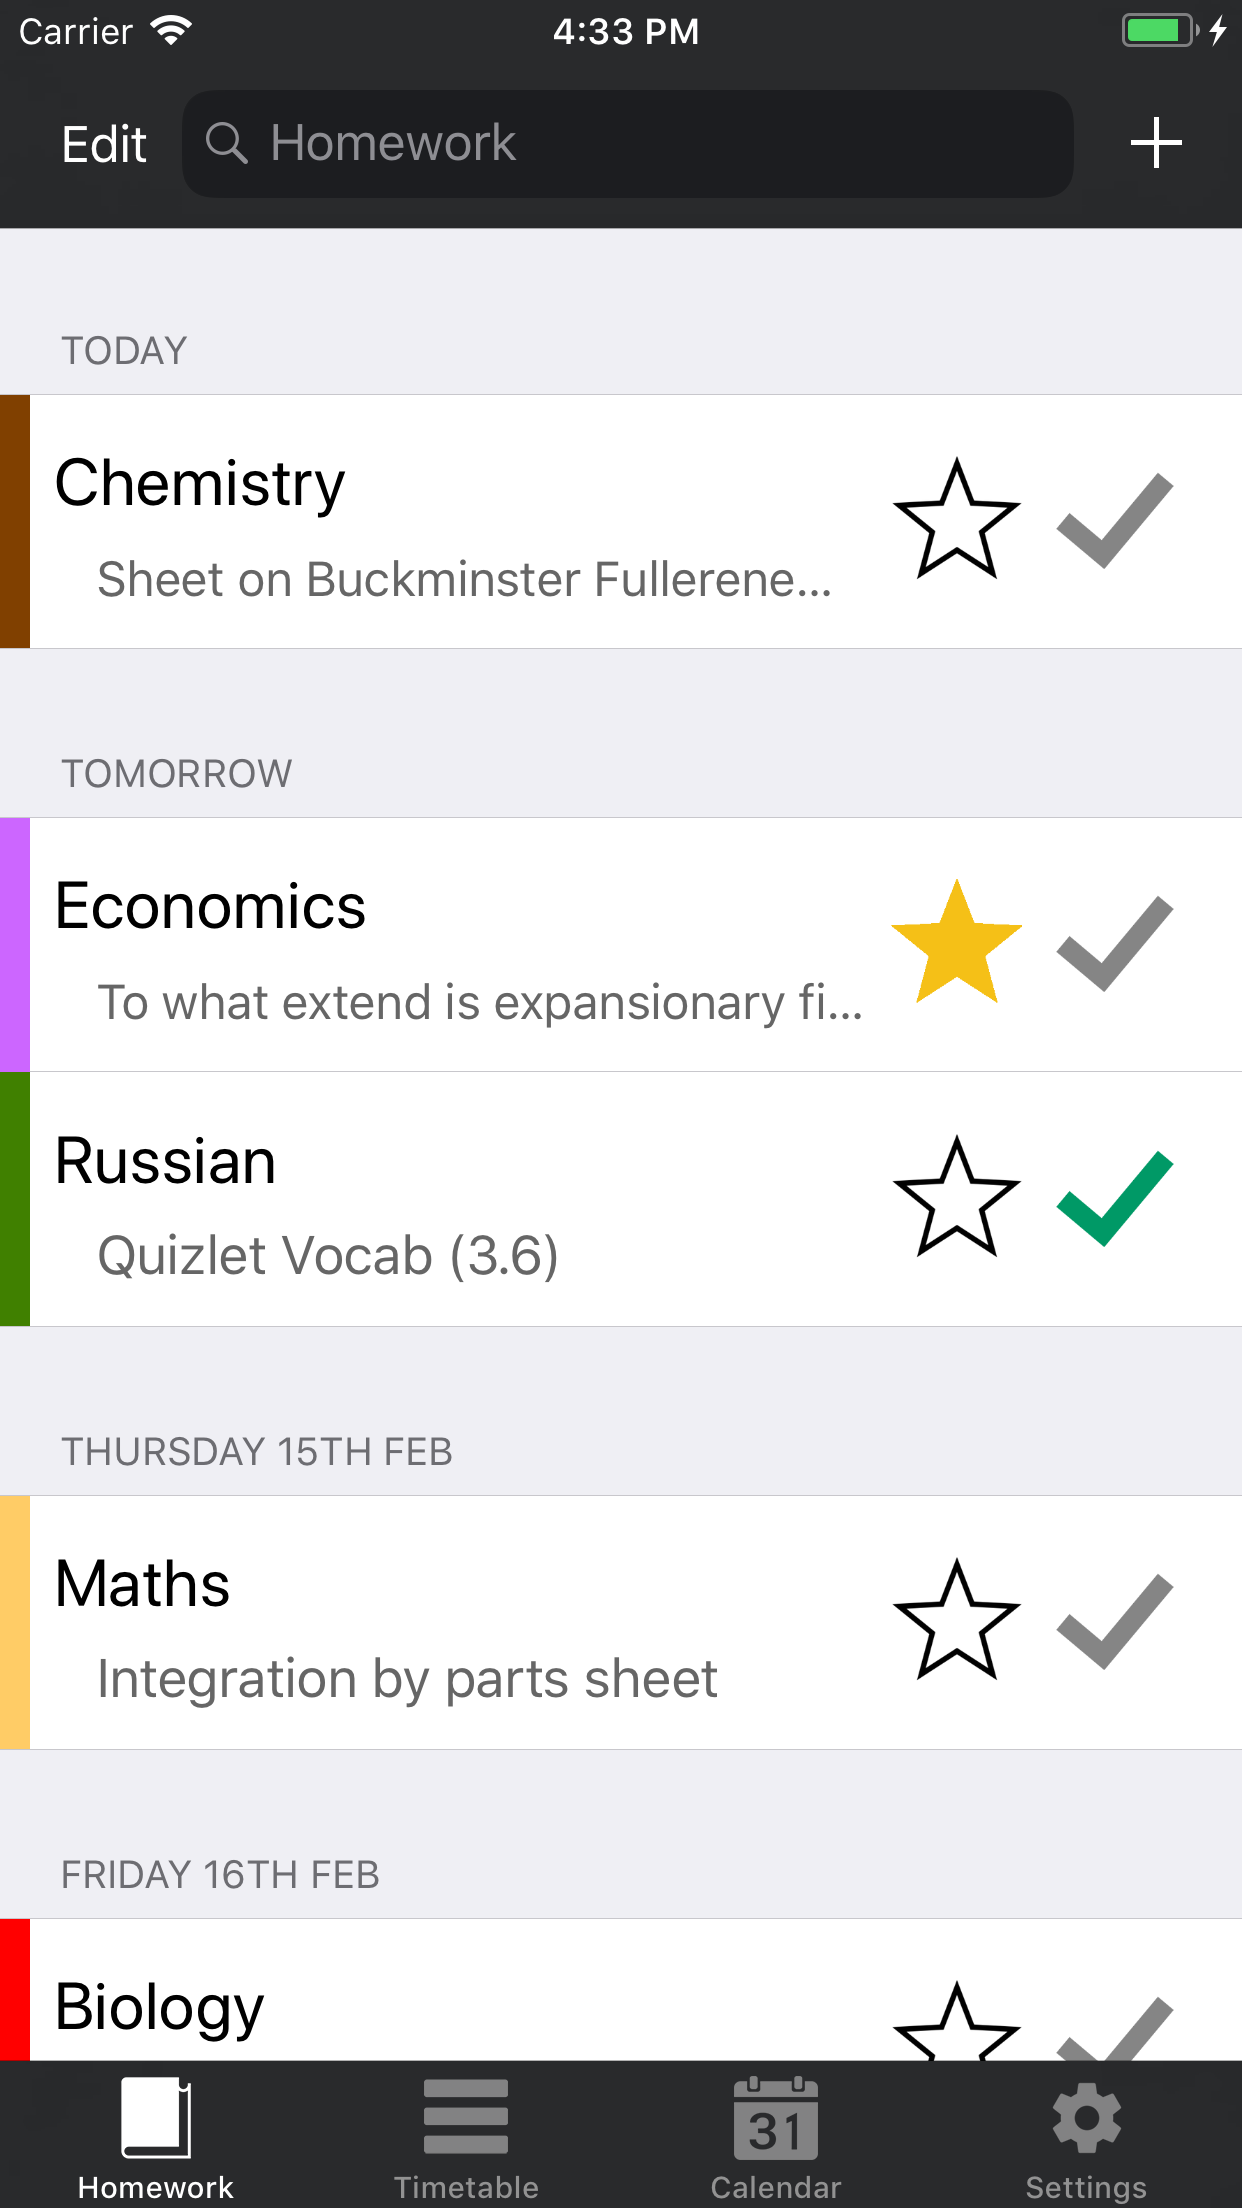 Carrier 4:33 PM
Edit Homework
TODAY
Chemistry
Sheet on Buckminster Fullerene...
TOMORROW
Economics
To what extend is expansionary fi...
Russian
Quizlet Vocab (3.6)
THURSDAY 15TH FEB
Maths
Integration by parts sheet
FRIDAY 16TH FEB
Biology
31
Homework Timetable Calendar Settings